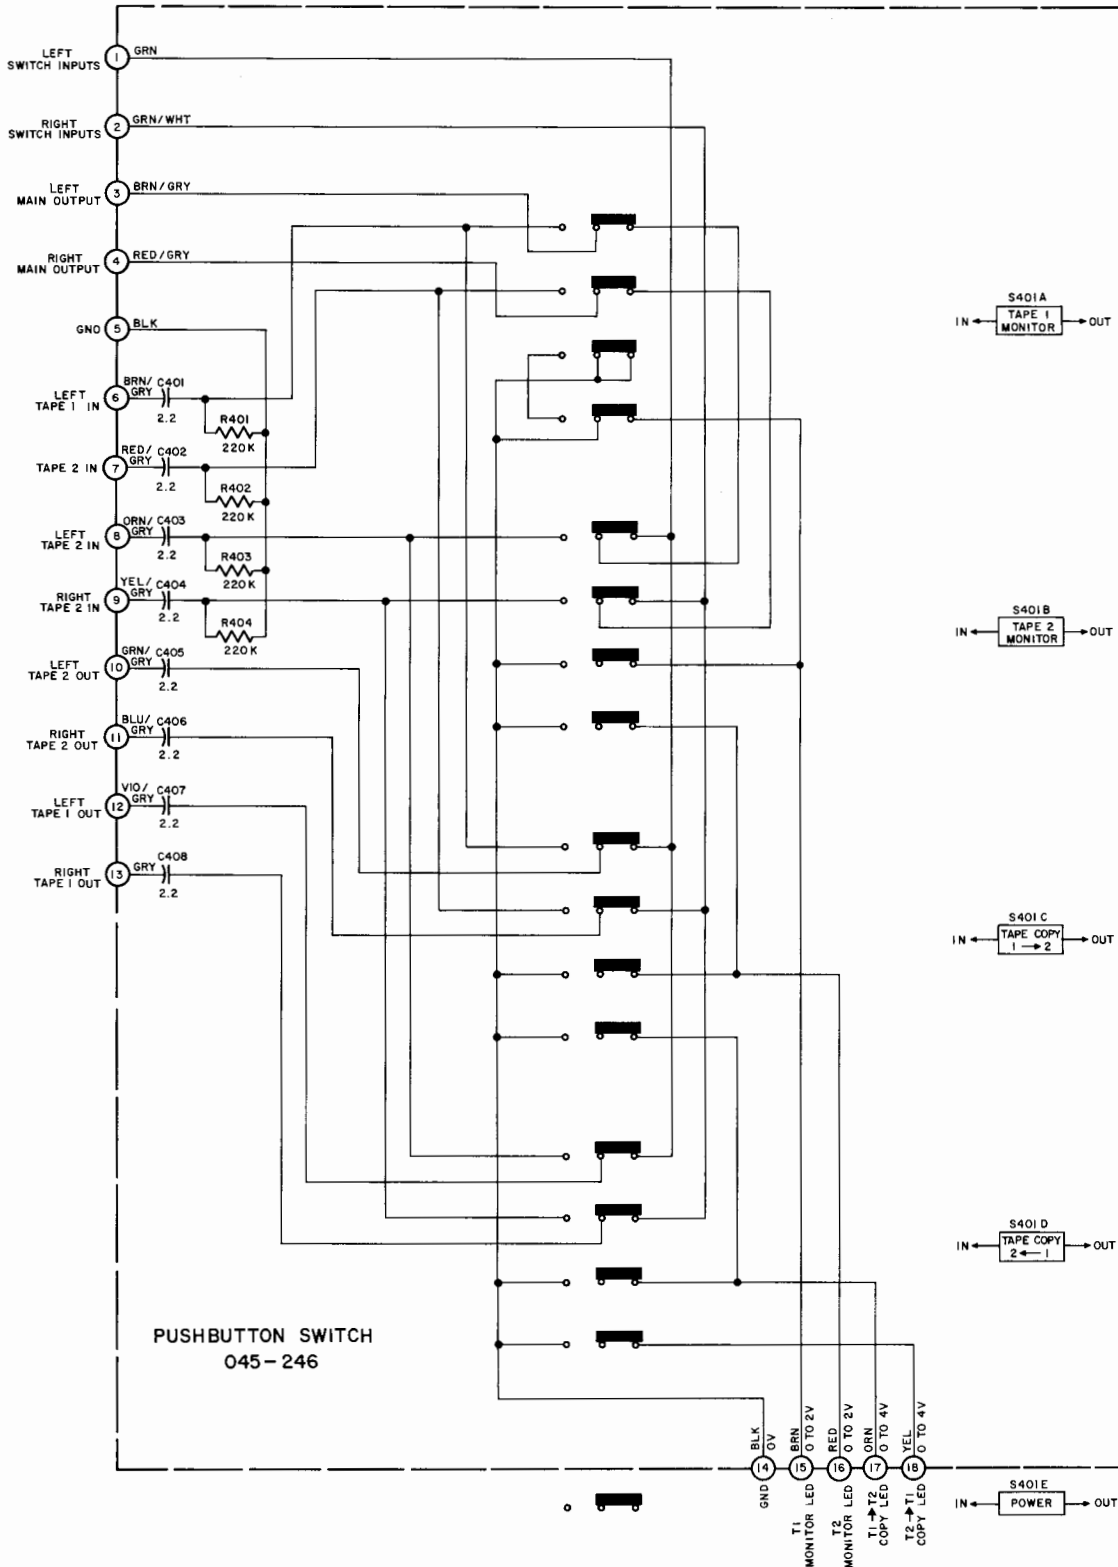 LEFT
SWITCH INPUTS
1
GRN
RIGHT
SWITCH INPUTS
2
GRN/WHT
LEFT
MAIN OUTPUT
3
BRN/GRY
RIGHT
MAIN OUTPUT
4
RED/GRY
GND
5
BLK
LEFT
TAPE 1 IN
6
BRN/
GRY
C401
2.2
R401
220K
TAPE 2 IN
7
RED/
GRY
C402
2.2
R402
220K
LEFT
TAPE 2 IN
8
ORN/
GRY
C403
2.2
R403
220K
RIGHT
TAPE 2 IN
9
YEL/
GRY
C404
2.2
R404
220K
LEFT
TAPE 2 OUT
10
GRN/
GRY
C405
2.2
RIGHT
TAPE 2 OUT
11
BLU/
GRY
C406
2.2
LEFT
TAPE 1 OUT
12
VIO/
GRY
C407
2.2
RIGHT
TAPE 1 OUT
13
GRY
C408
2.2
S401A
IN TAPE 1 OUT
MONITOR
S401B
IN TAPE 2 OUT
MONITOR
S401C
IN TAPE COPY OUT
1 → 2
S401D
IN TAPE COPY OUT
2 ← 1
PUSHBUTTON SWITCH
045-246
BLK
0V
14
GND
BRN
0 TO 2V
15
T1
MONITOR LED
RED
0 TO 2V
16
T2
MONITOR LED
ORN
0 TO 4V
17
T1→T2
COPY LED
YEL
0 TO 4V
18
T2→T1
COPY LED
S401E
IN POWER OUT